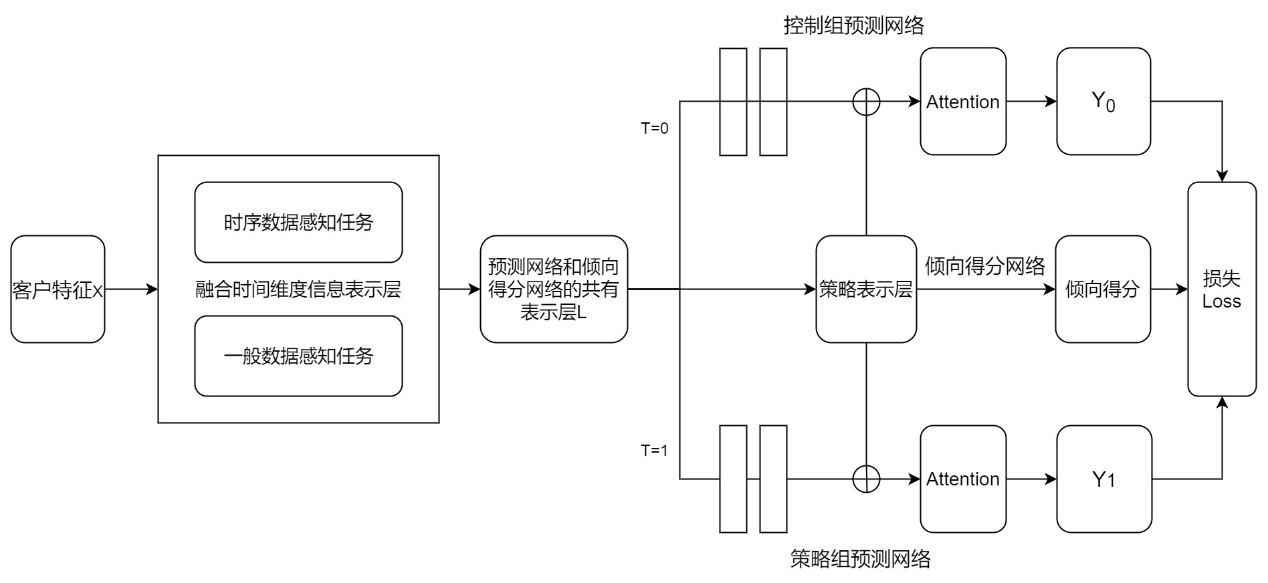 控制组预测网络
T=0
Attention
Y0
时序数据感知任务
客户特征x
融合时间维度信息表示层
一般数据感知任务
预测网络和倾向
得分网络的共有
表示层L
策略表示层
倾向得分网络
倾向得分
损失
Loss
T=1
Attention
Y1
策略组预测网络